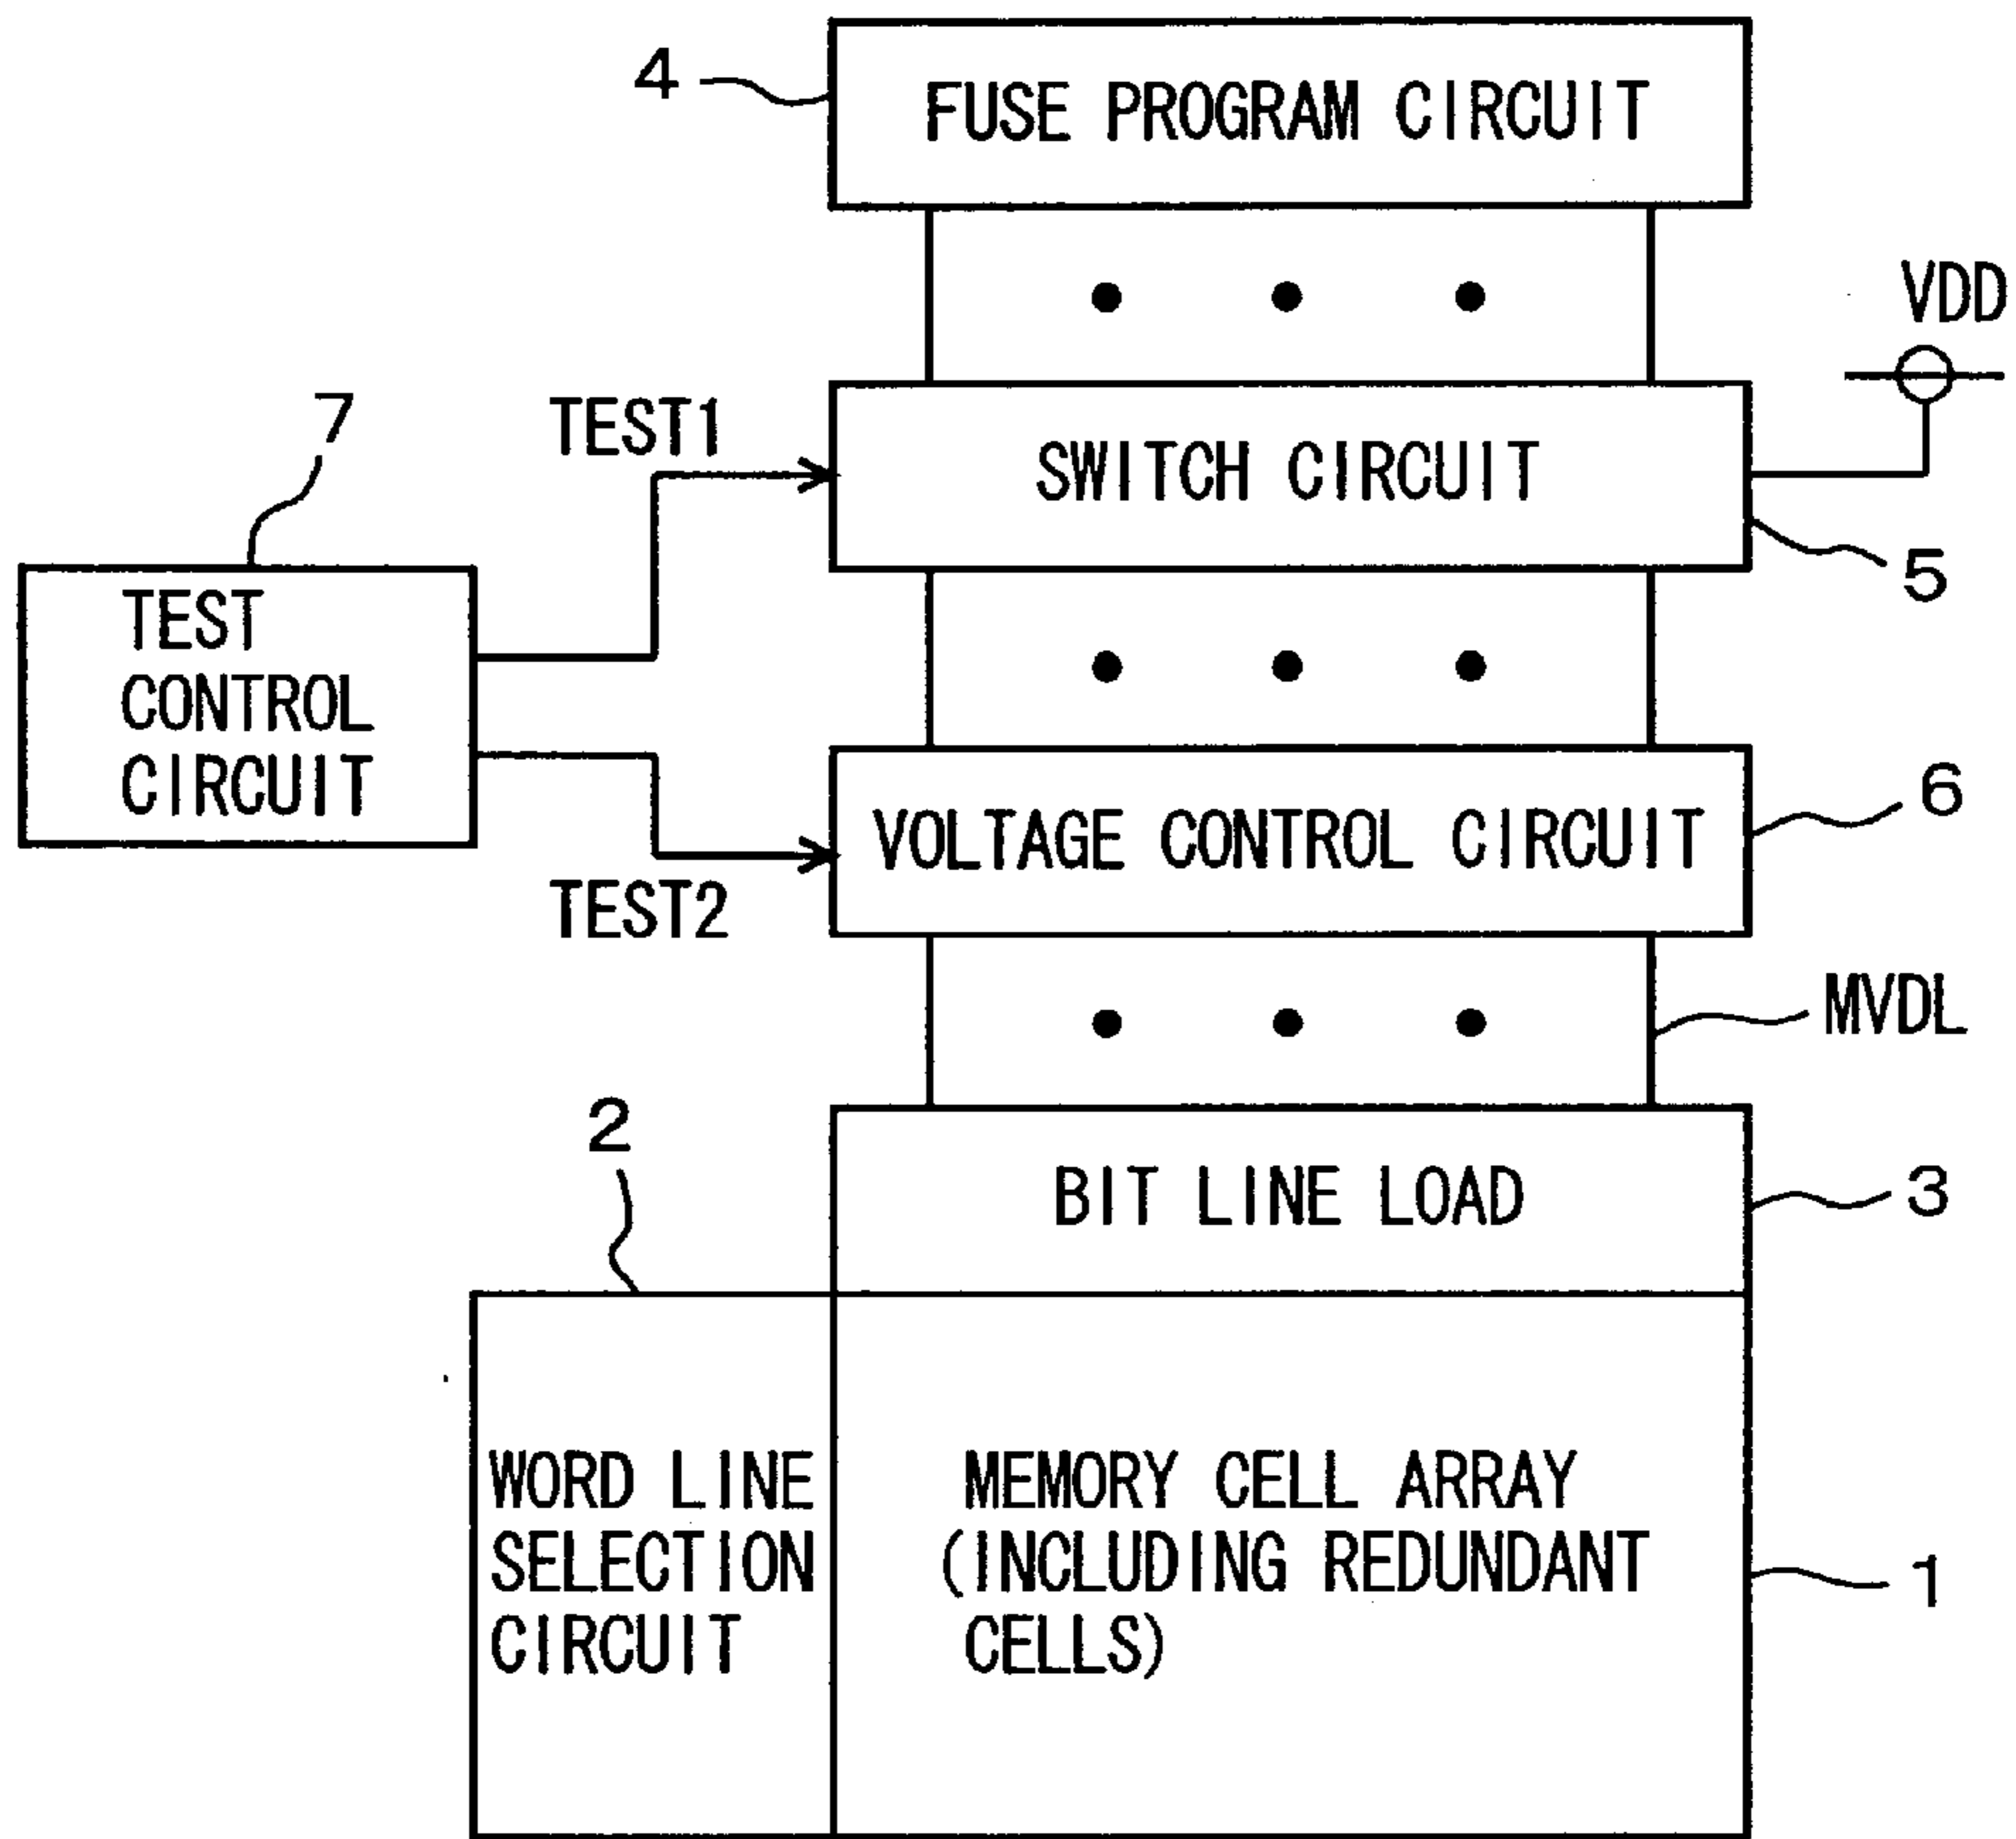 4
FUSE PROGRAM CIRCUIT
VDD
7
TEST1
SWITCH CIRCUIT
5
TEST
CONTROL
CIRCUIT
6
VOLTAGE CONTROL CIRCUIT
TEST2
MVDL
2
BIT LINE LOAD
3
WORD LINE
SELECTION
CIRCUIT
MEMORY CELL ARRAY
(INCLUDING REDUNDANT
CELLS)
1